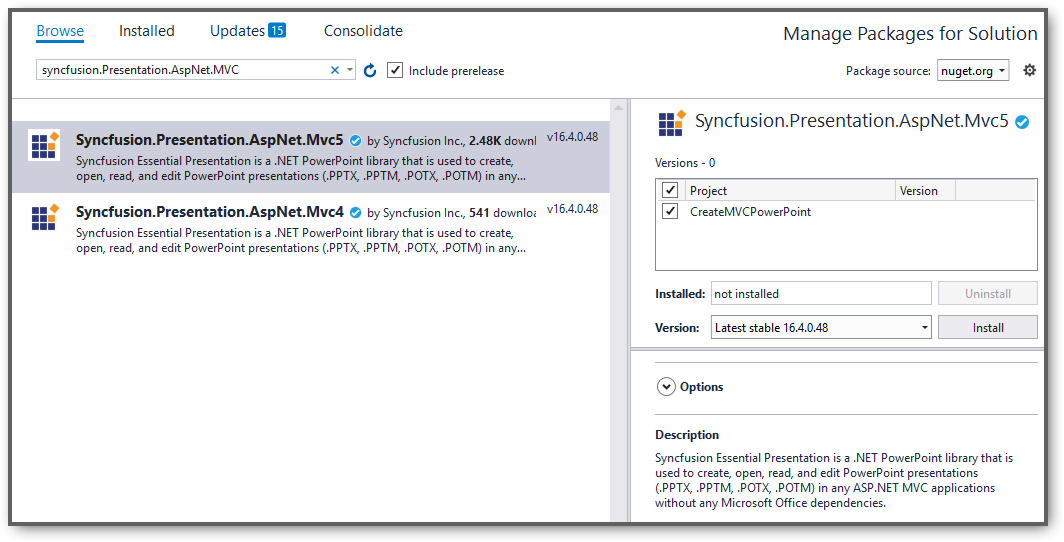 Browse Installed Updates 15 Consolidate
Manage Packages for Solution
syncfusion.Presentation.AspNet.MVC
Include prerelease
Package source: nuget.org
Syncfusion.Presentation.AspNet.Mvc5 by Syncfusion Inc., 2.48K downl
v16.4.0.48
Syncfusion Essential Presentation is a .NET PowerPoint library that is used to create,
open, read, and edit PowerPoint presentations (.PPTX, .PPTM, .POTX, .POTM) in any...
Syncfusion.Presentation.AspNet.Mvc4 by Syncfusion Inc., 541 downloa
v16.4.0.48
Syncfusion Essential Presentation is a .NET PowerPoint library that is used to create,
open, read, and edit PowerPoint presentations (.PPTX, .PPTM, .POTX, .POTM) in any...
Syncfusion.Presentation.AspNet.Mvc5
Versions - 0
Project Version
CreateMVCPowerPoint
Installed: not installed Uninstall
Version: Latest stable 16.4.0.48 Install
Options
Description
Syncfusion Essential Presentation is a .NET PowerPoint library that is
used to create, open, read, and edit PowerPoint presentations
(.PPTX, .PPTM, .POTX, .POTM) in any ASP.NET MVC applications
without any Microsoft Office dependencies.